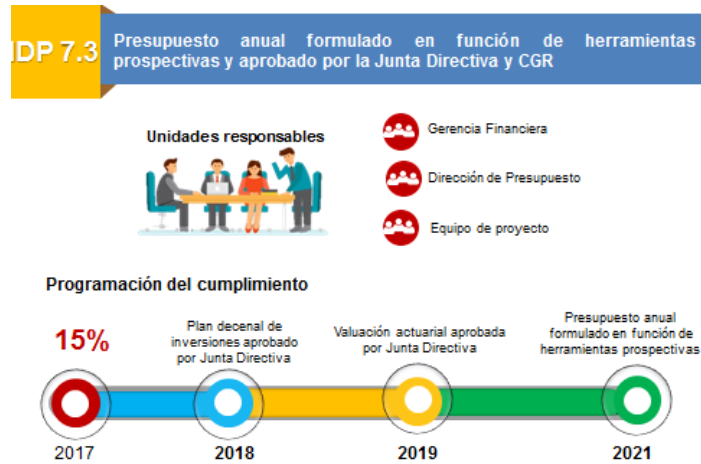 IDP 7.3
Presupuesto anual formulado en función de herramientas
prospectivas y aprobado por la Junta Directiva y CGR
Unidades responsables
Gerencia Financiera
Dirección de Presupuesto
Equipo de proyecto
Programación del cumplimiento
15%
Plan decenal de
inversiones aprobado
por Junta Directiva
Valuación actuarial aprobada
por Junta Directiva
Presupuesto anual
formulado en función de
herramientas prospectivas
2017
2018
2019
2021